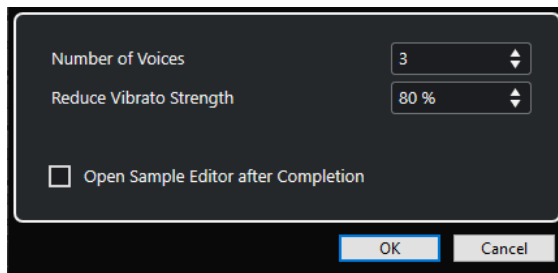 Number of Voices 3
Reduce Vibrato Strength 80 %
Open Sample Editor after Completion
OK Cancel